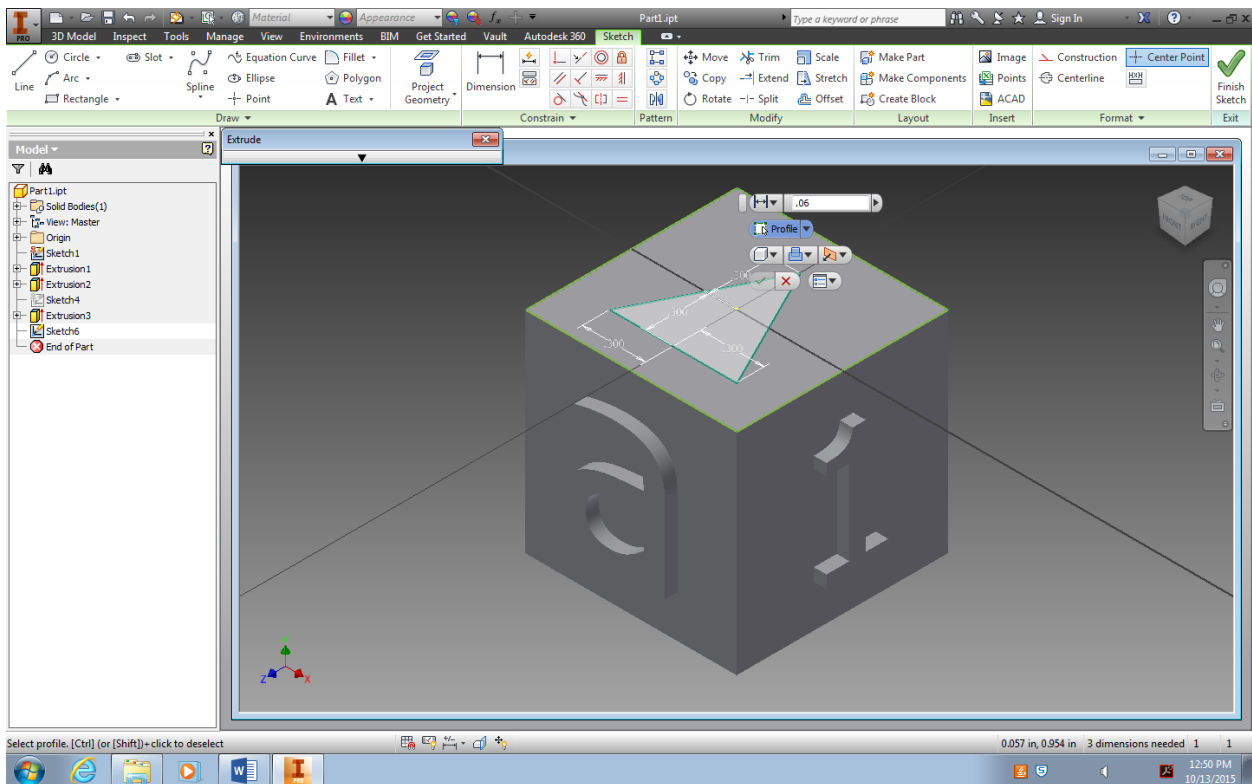 Material
Appearance
fx
Part1.ipt
Type a keyword or phrase
Sign In
PRO
3D Model Inspect Tools Manage View Environments BIM Get Started Vault Autodesk 360 Sketch
Line
Circle
Arc
Rectangle
Slot
Spline
Equation Curve
Ellipse
Point
Fillet
Polygon
A Text
Project Geometry
Dimension
Move
Copy
Rotate
Trim
Extend
Split
Scale
Stretch
Offset
Make Part
Make Components
Create Block
Image
Points
ACAD
Construction
Centerline
Center Point
Finish Sketch
Draw Constrain Pattern Modify Layout Insert Format Exit
Model
Extrude
Part1.ipt
Solid Bodies(1)
View: Master
Origin
Sketch1
Extrusion1
Extrusion2
Sketch4
Extrusion3
Sketch6
End of Part
.06
Profile
.300
.300
.300
.300
TOP
FRONT
RIGHT
a
1
Y
Z X
Select profile. [Ctrl] (or [Shift])+click to deselect
0.057 in, 0.954 in 3 dimensions needed 1 1
12:50 PM
10/13/2015